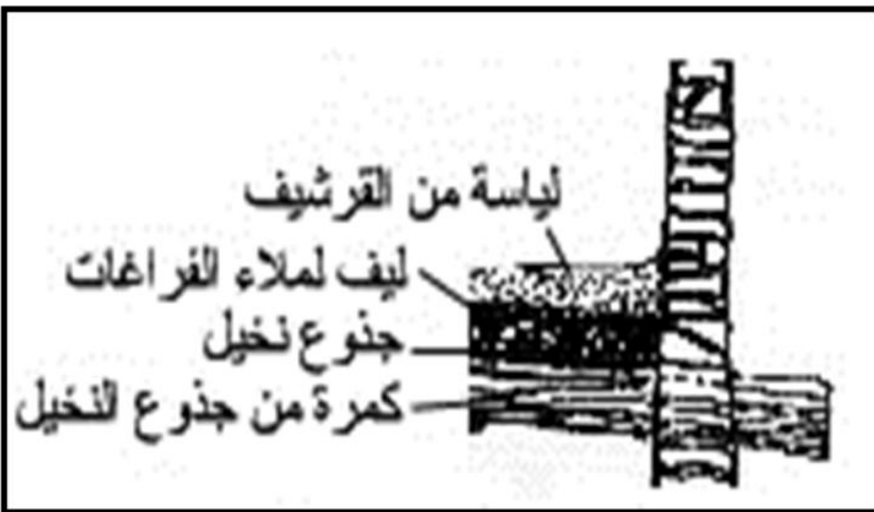 لياسة من القرشيف
ليف لملاء الفراغات
جذوع نخيل
كمرة من جذوع النخيل